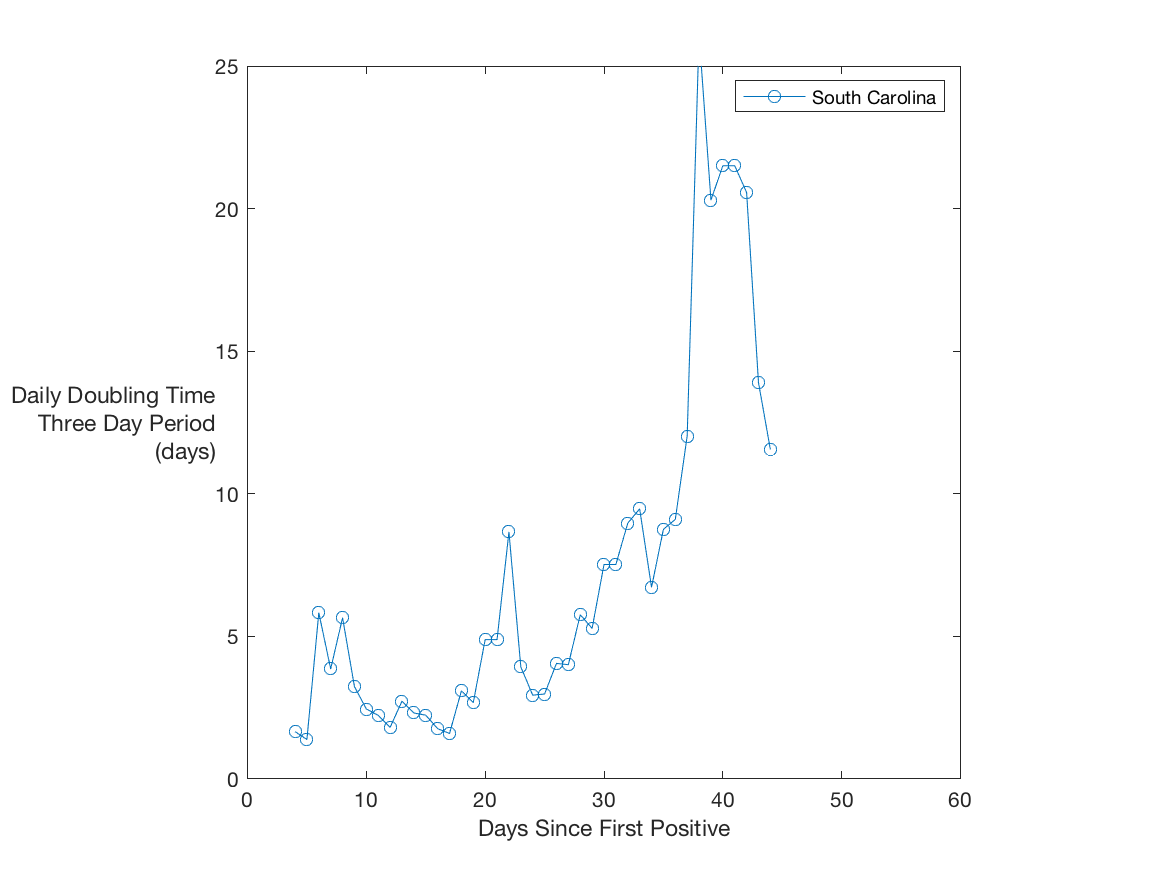 25
South Carolina
20
15
Daily Doubling Time
Three Day Period
(days)
10
5
0
0 10 20 30 40 50 60
Days Since First Positive